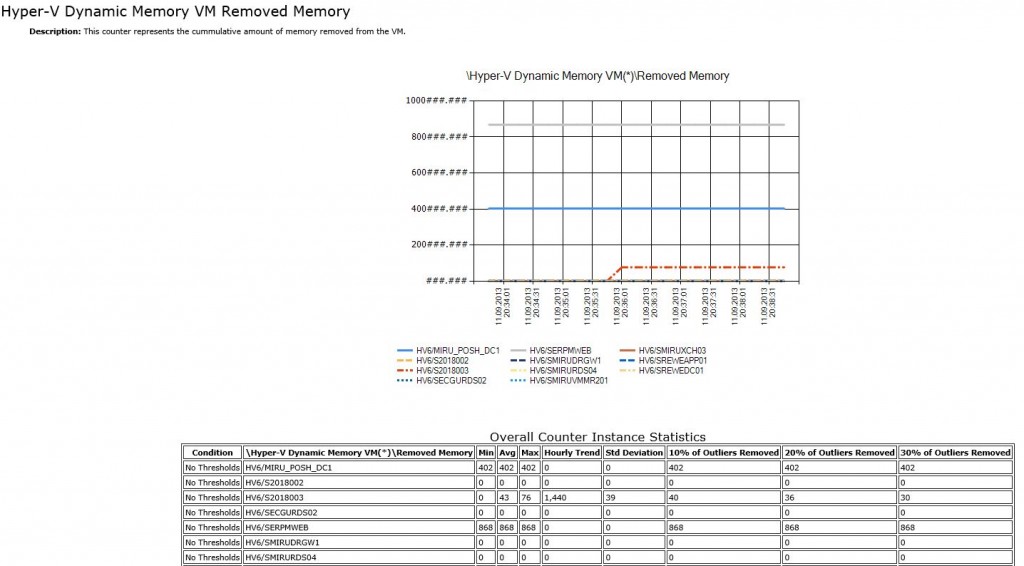 Hyper-V Dynamic Memory VM Removed Memory
Description: This counter represents the cummulative amount of memory removed from the VM.
\Hyper-V Dynamic Memory VM(*)\Removed Memory
1000###.###
800###.###
600###.###
400###.###
200###.###
###.###
11.09.2013 20:34:01
11.09.2013 20:34:31
11.09.2013 20:35:01
11.09.2013 20:35:31
11.09.2013 20:36:01
11.09.2013 20:36:31
11.09.2013 20:37:01
11.09.2013 20:37:31
11.09.2013 20:38:01
11.09.2013 20:38:31
HV6/MIRU_POSH_DC1 HV6/SERPMWEB HV6/SMIRUXCH03
HV6/S2018002 HV6/SMIRUDRGW1 HV6/SREWEAPP01
HV6/S2018003 HV6/SMIRURDS04 HV6/SREWEDC01
HV6/SECGURDS02 HV6/SMIRUVMMR201
Overall Counter Instance Statistics
Condition \Hyper-V Dynamic Memory VM(*)\Removed Memory Min Avg Max Hourly Trend Std Deviation 10% of Outliers Removed 20% of Outliers Removed 30% of Outliers Removed
No Thresholds HV6/MIRU_POSH_DC1 402 402 402 0 0 402 402 402
No Thresholds HV6/S2018002 0 0 0 0 0 0 0 0
No Thresholds HV6/S2018003 0 43 76 1,440 39 40 36 30
No Thresholds HV6/SECGURDS02 0 0 0 0 0 0 0 0
No Thresholds HV6/SERPMWEB 868 868 868 0 0 868 868 868
No Thresholds HV6/SMIRUDRGW1 0 0 0 0 0 0 0 0
No Thresholds HV6/SMIRURDS04 0 0 0 0 0 0 0 0